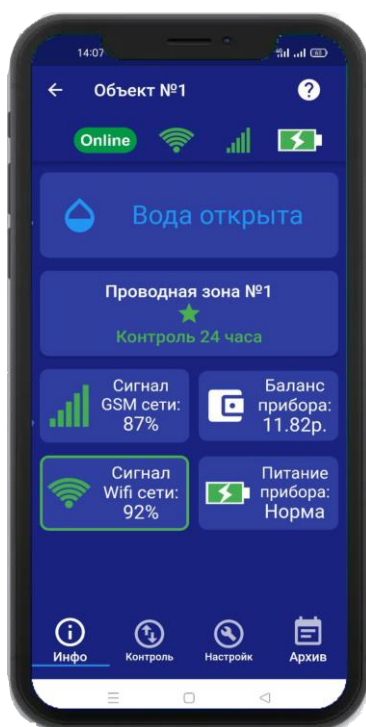 14:07
Объект №1
?
Online
Вода открыта
Проводная зона №1
Контроль 24 часа
Сигнал
GSM сети:
87%
Баланс
прибора:
11.82р.
Сигнал
Wifi сети:
92%
Питание
прибора:
Норма
Инфо
Контроль
Настройк
Архив